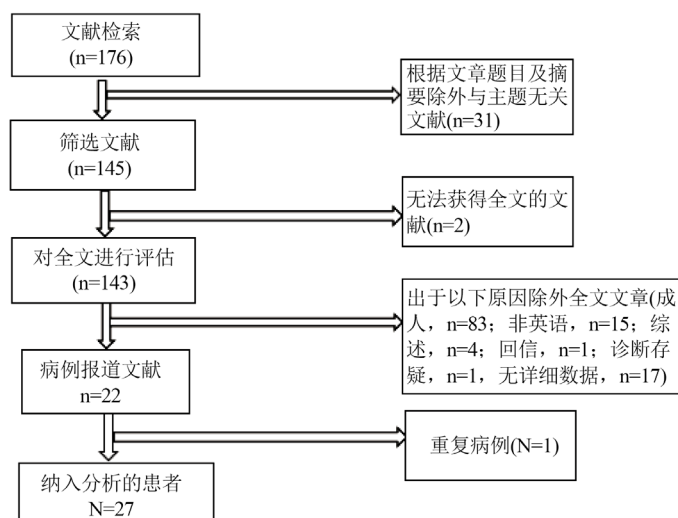 文献检索
(n=176)
根据文章题目及摘
要除外与主题无关
文献(n=31)
筛选文献
(n=145)
无法获得全文的文
献(n=2)
对全文进行评估
(n=143)
出于以下原因除外全文文章(成
人，n=83；非英语，n=15；综
述，n=4；回信，n=1；诊断存
疑，n=1，无详细数据，n=17)
病例报道文献
n=22
重复病例(N=1)
纳入分析的患者
N=27